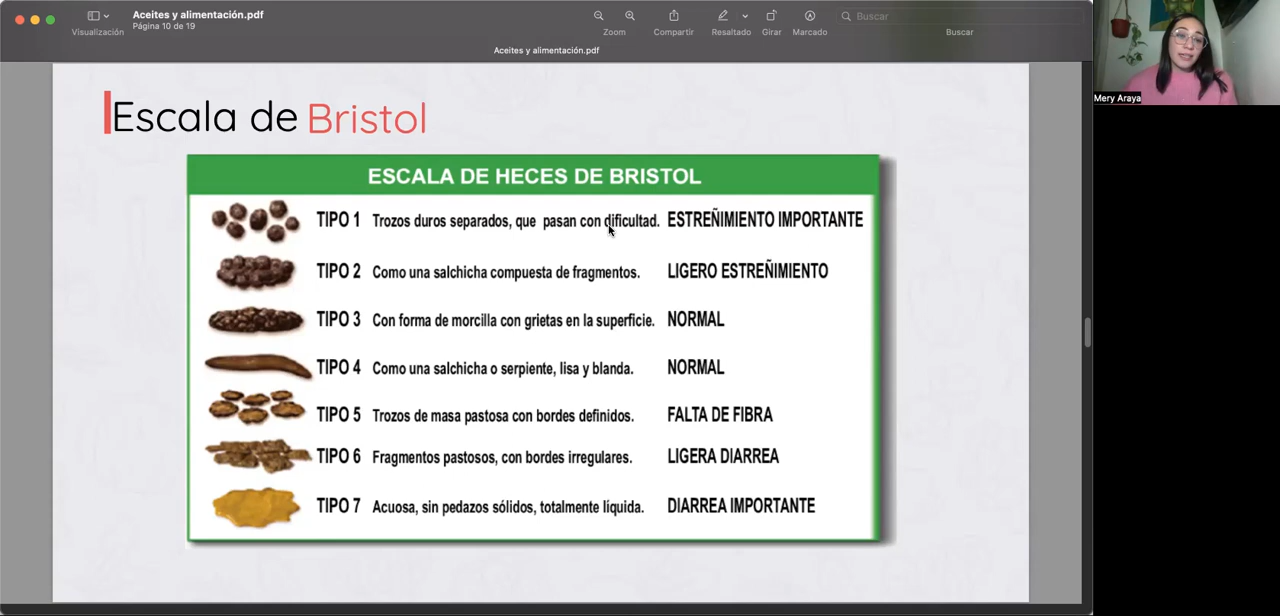 Aceites y alimentación.pdf
Página 10 de 19
Visualización
Zoom
Compartir
Resaltado
Girar
Marcado
Buscar
Buscar
Aceites y alimentación.pdf
Mery Araya
Escala de Bristol
ESCALA DE HECES DE BRISTOL
TIPO 1 Trozos duros separados, que pasan con dificultad. ESTREÑIMIENTO IMPORTANTE
TIPO 2 Como una salchicha compuesta de fragmentos. LIGERO ESTREÑIMIENTO
TIPO 3 Con forma de morcilla con grietas en la superficie. NORMAL
TIPO 4 Como una salchicha o serpiente, lisa y blanda. NORMAL
TIPO 5 Trozos de masa pastosa con bordes definidos. FALTA DE FIBRA
TIPO 6 Fragmentos pastosos, con bordes irregulares. LIGERA DIARREA
TIPO 7 Acuosa, sin pedazos sólidos, totalmente líquida. DIARREA IMPORTANTE